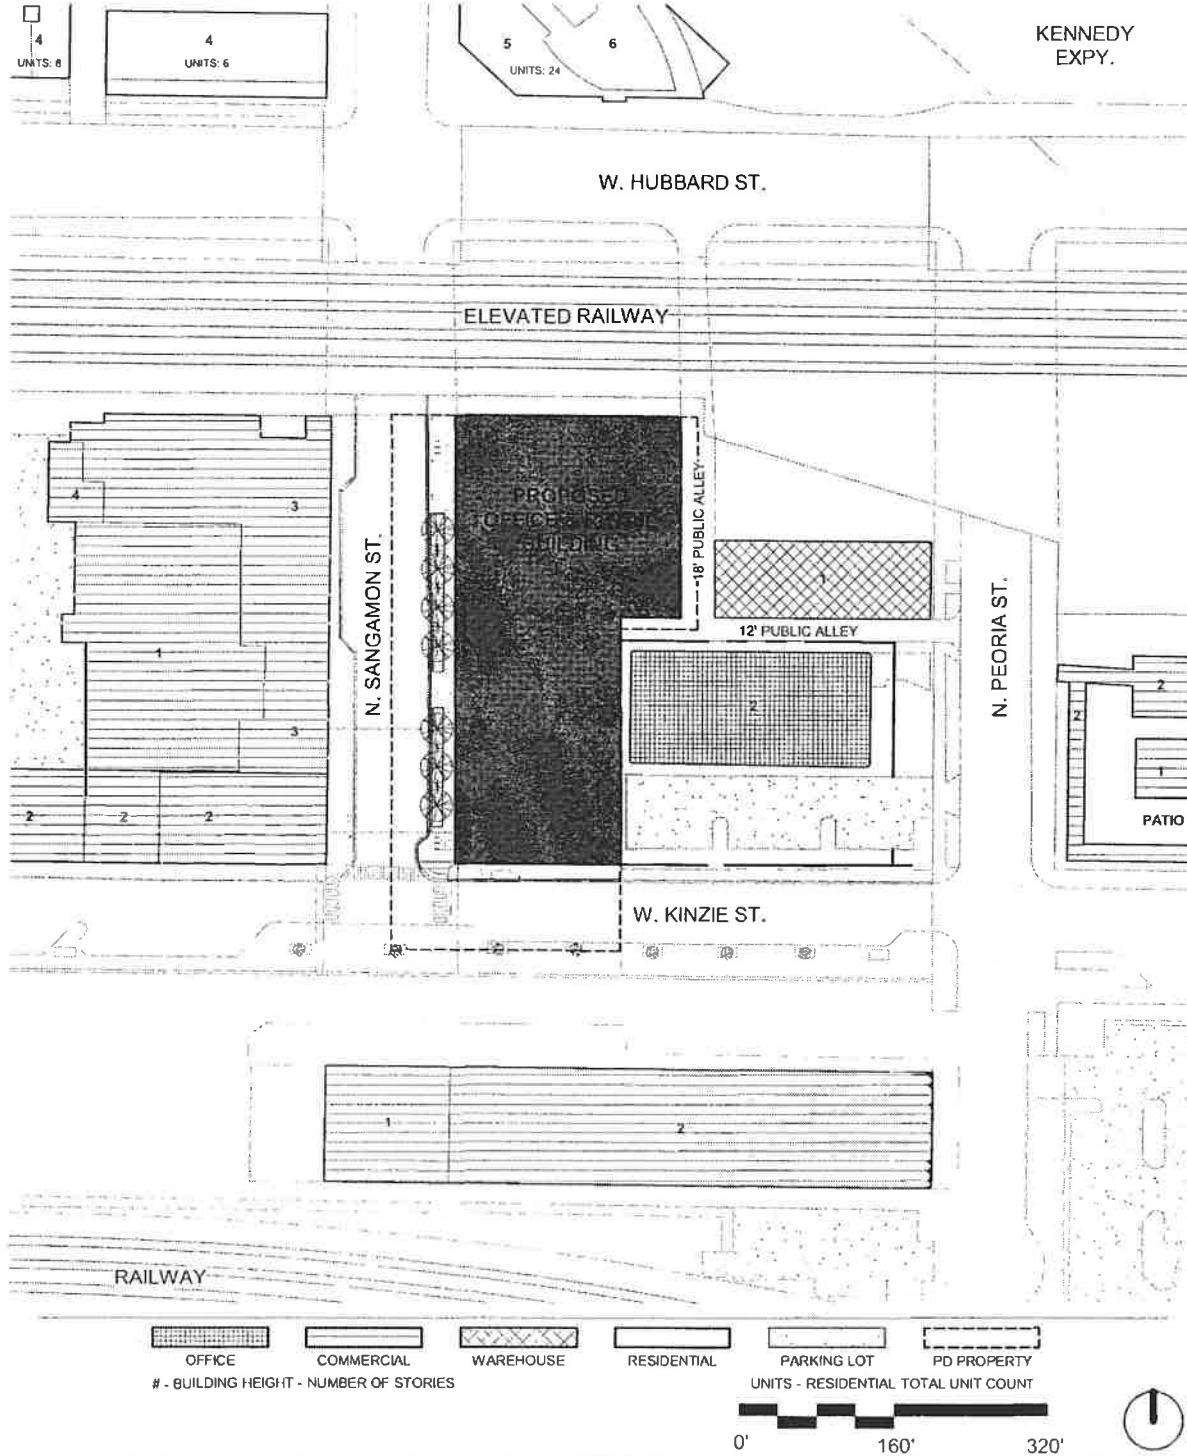 4
UNITS: 8
4
UNITS: 6
5
UNITS: 24
6
KENNEDY
EXPY.
W. HUBBARD ST.
ELEVATED RAILWAY
4
3
PROPOSED
BUILDING
18' PUBLIC ALLEY
1
12' PUBLIC ALLEY
N. SANGAMON ST.
N. PEORIA ST.
1
3
2
2
2
1
PATIO
2
2
2
W. KINZIE ST.
1
2
RAILWAY
OFFICE
COMMERCIAL
WAREHOUSE
RESIDENTIAL
PARKING LOT
PD PROPERTY
# - BUILDING HEIGHT - NUMBER OF STORIES
UNITS - RESIDENTIAL TOTAL UNIT COUNT
0'
160'
320'